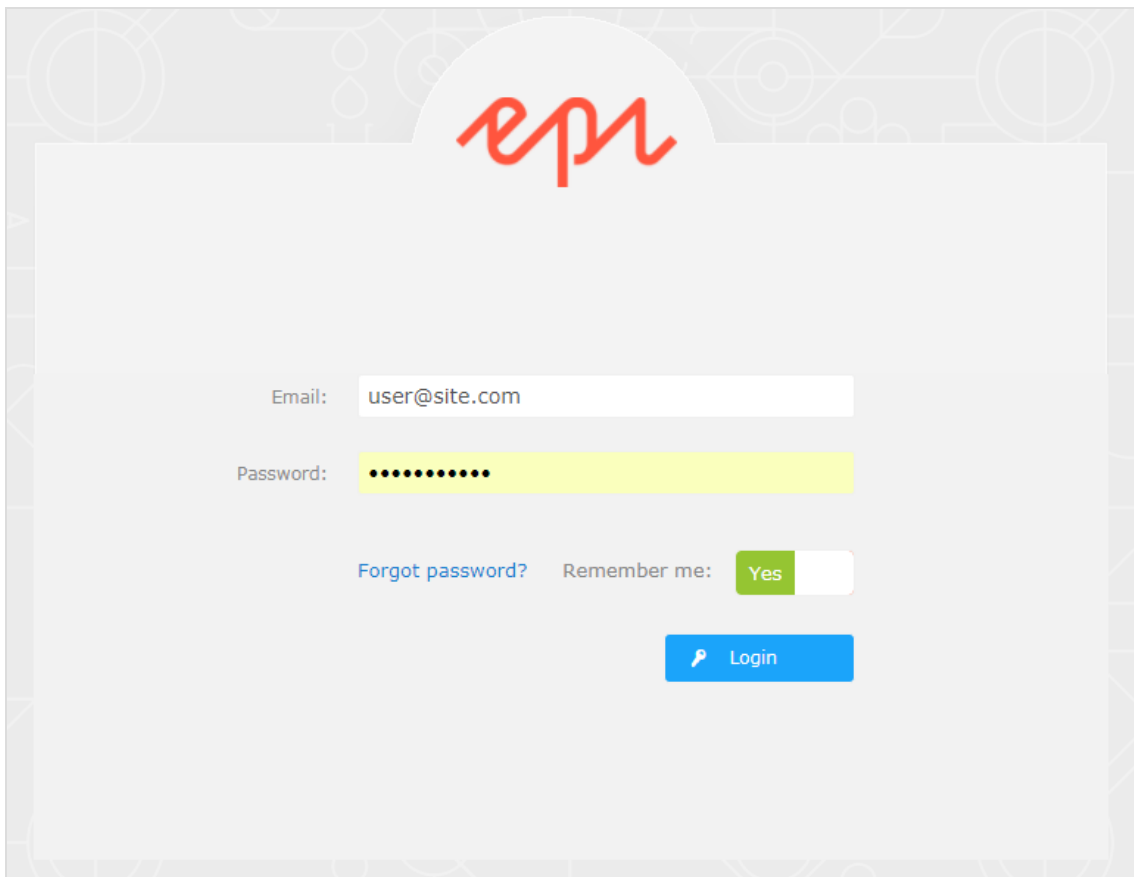 epi
Email: user@site.com
Password: •••••••••••
Forgot password? Remember me: Yes
Login